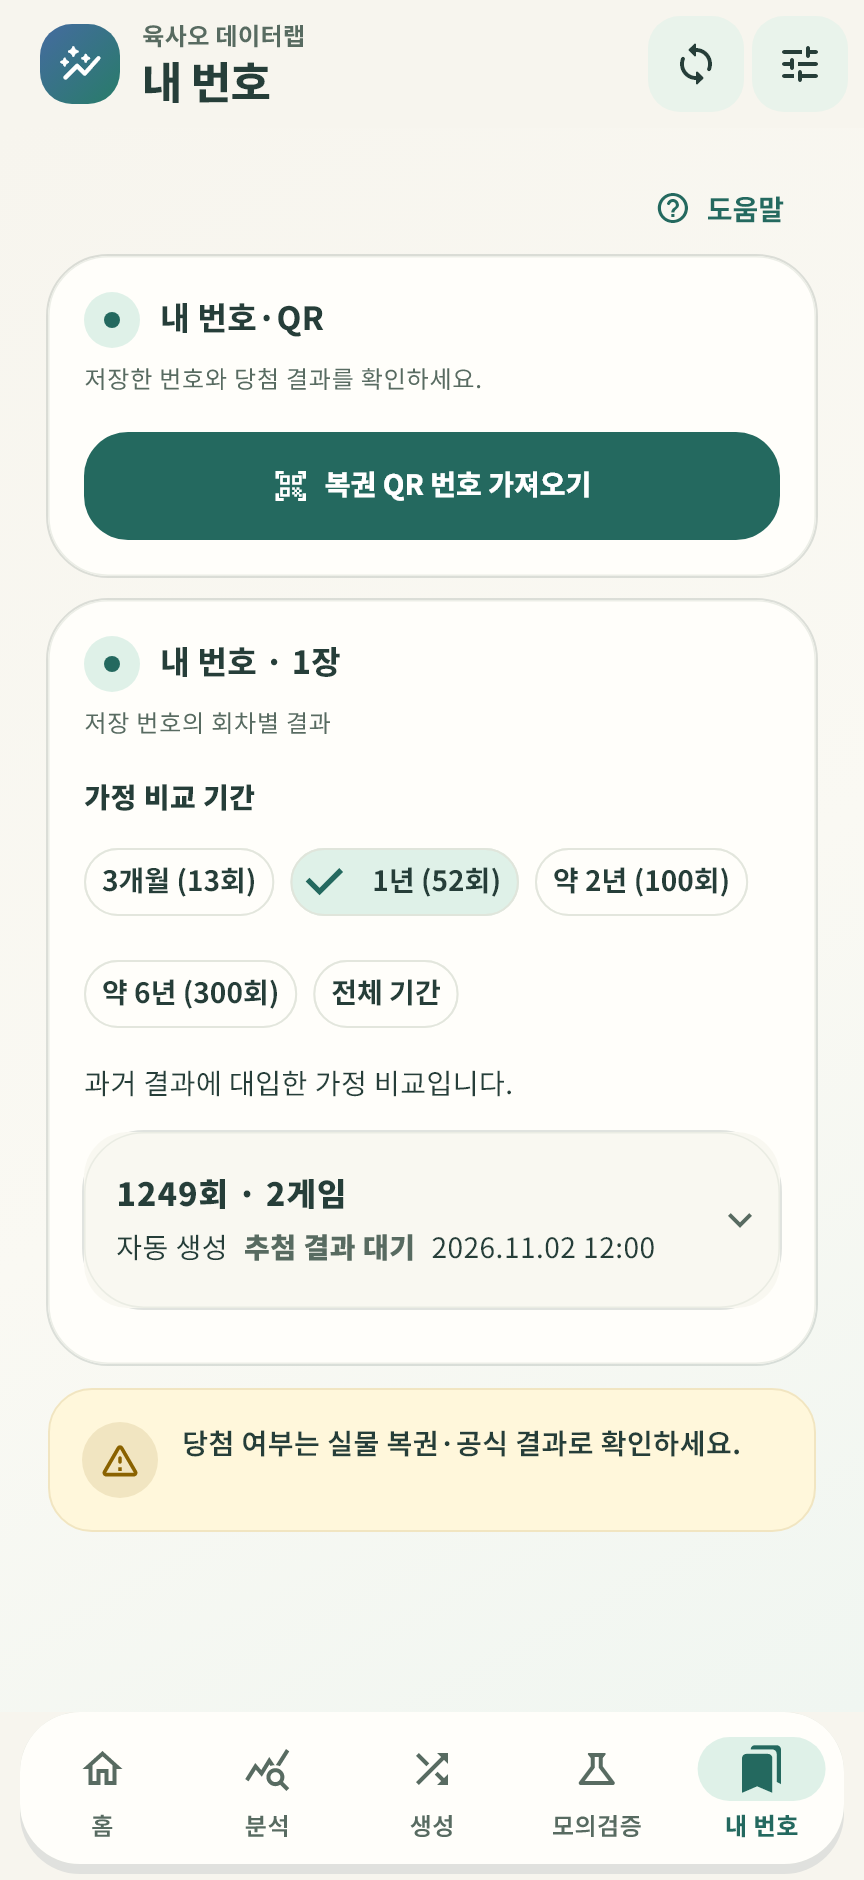 육사오 데이터랩
내 번호
도움말
내 번호·QR
저장한 번호와 당첨 결과를 확인하세요.
복권 QR 번호 가져오기
내 번호 · 1장
저장 번호의 회차별 결과
가정 비교 기간
3개월 (13회) 1년 (52회) 약 2년 (100회)
약 6년 (300회) 전체 기간
과거 결과에 대입한 가정 비교입니다.
1249회 · 2게임
자동 생성 추첨 결과 대기 2026.11.02 12:00
당첨 여부는 실물 복권·공식 결과로 확인하세요.
홈 분석 생성 모의검증 내 번호